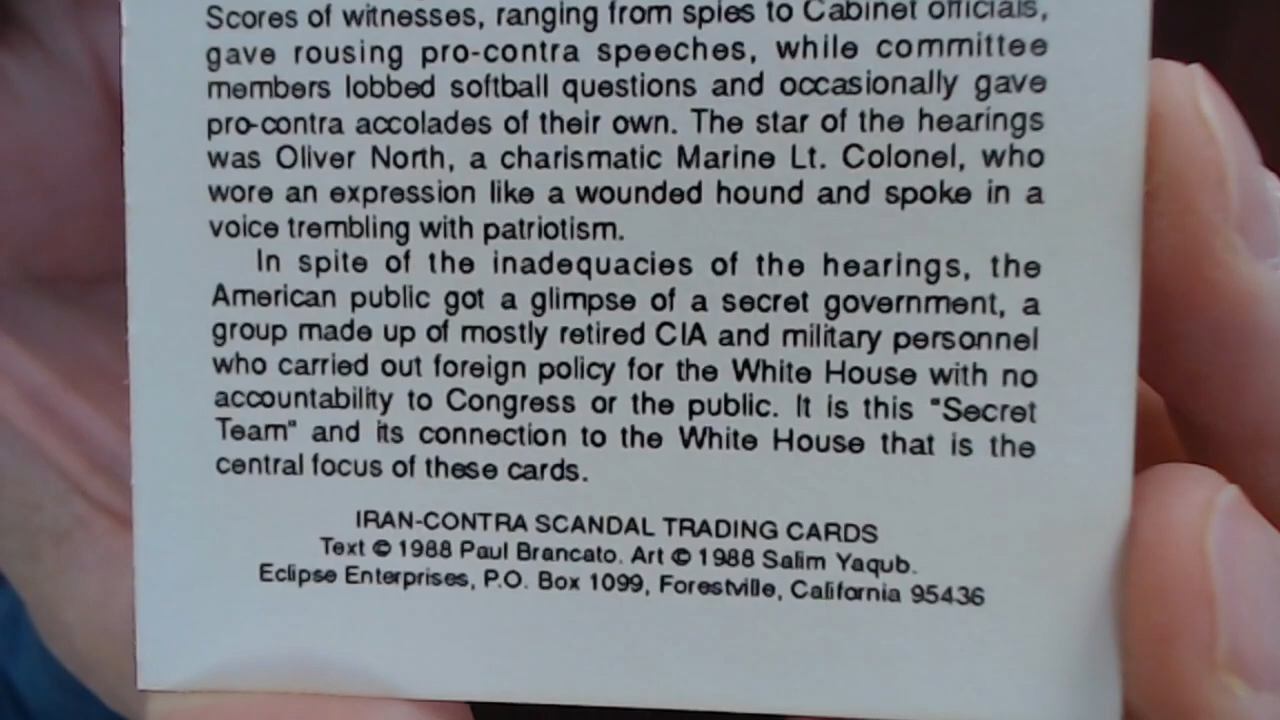 Scores of witnesses, ranging from spies to Cabinet officials,
gave rousing pro-contra speeches, while committee
members lobbed softball questions and occasionally gave
pro-contra accolades of their own. The star of the hearings
was Oliver North, a charismatic Marine Lt. Colonel, who
wore an expression like a wounded hound and spoke in a
voice trembling with patriotism.
In spite of the inadequacies of the hearings, the
American public got a glimpse of a secret government, a
group made up of mostly retired CIA and military personnel
who carried out foreign policy for the White House with no
accountability to Congress or the public. It is this "Secret
Team" and its connection to the White House that is the
central focus of these cards.
IRAN-CONTRA SCANDAL TRADING CARDS
Text © 1988 Paul Brancato. Art © 1988 Salim Yaqub.
Eclipse Enterprises, P.O. Box 1099, Forestville, California 95436